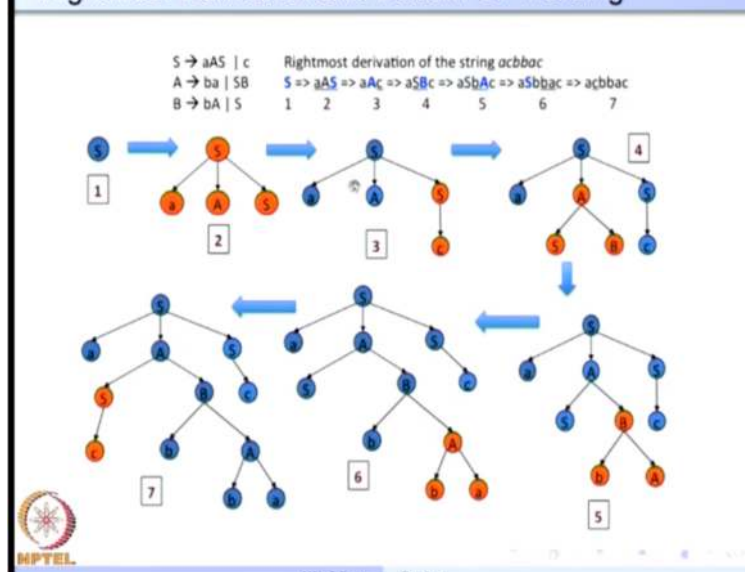 S → aAS | c Rightmost derivation of the string acbbac
A → ba | SB S => aAS => aAc => aSBc => aSbAc => aSbbac => acbbac
B → bA | S 1 2 3 4 5 6 7
S S S S 4
1 a A S a A S a A S
2 3 c S B c
S S S
a A S a A S a A S
S B c S B c S B c
c b A b A b A
7 b a 6 b a 5
NPTEL